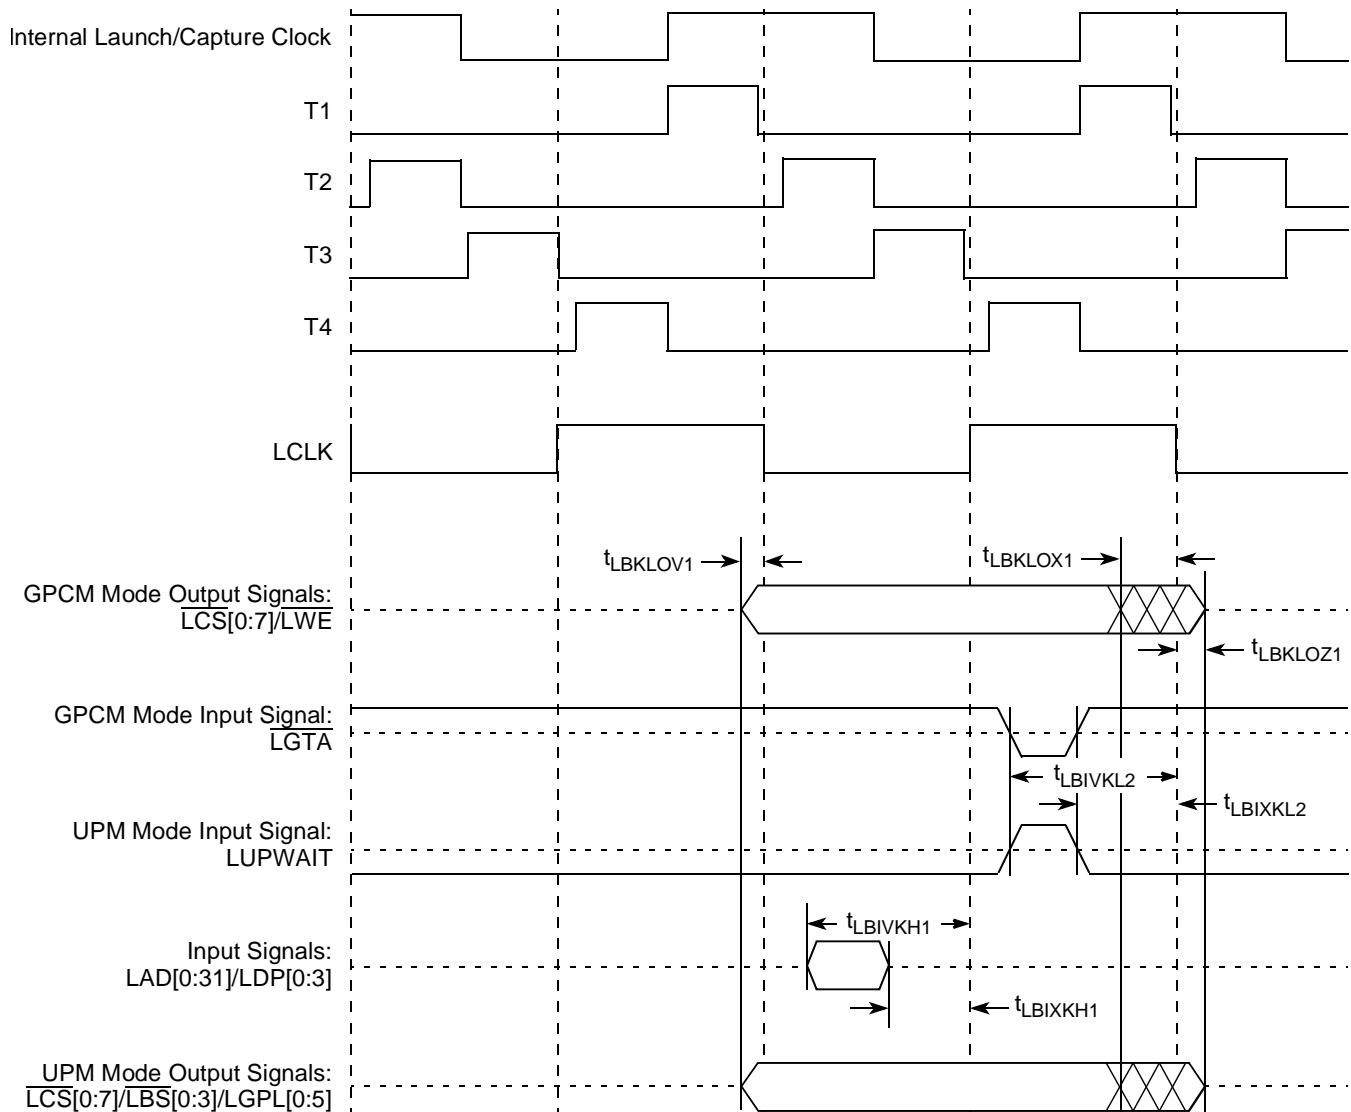 Internal Launch/Capture Clock
T1
T2
T3
T4
LCLK
tLBKLOV1
tLBKLOX1
GPCM Mode Output Signals:
LCS[0:7]/LWE
tLBKLOZ1
GPCM Mode Input Signal:
LGTA
tLBIVKL2
tLBIXKL2
UPM Mode Input Signal:
LUPWAIT
tLBIVKH1
Input Signals:
LAD[0:31]/LDP[0:3]
tLBIXKH1
UPM Mode Output Signals:
LCS[0:7]/LBS[0:3]/LGPL[0:5]